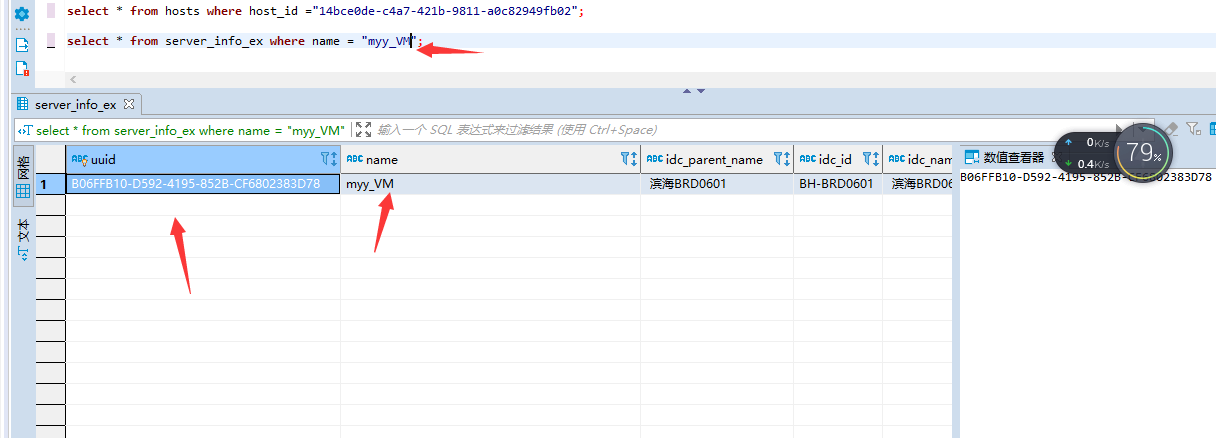 select * from hosts where host_id ="14bce0de-c4a7-421b-9811-a0c82949fb02";
select * from server_info_ex where name = "myy_VM";
server_info_ex
select * from server_info_ex where name = "myy_VM"
输入一个 SQL 表达式来过滤结果 (使用 Ctrl+Space)
网格
文本
uuid name idc_parent_name idc_id idc_nam
1 B06FFB10-D592-4195-852B-CF6802383D78 myy_VM 滨海BRD0601 BH-BRD0601 滨海BRD06
数值查看器
B06FFB10-D592-4195-852B-CF6802383D78
0K/s
0.4K/s
79%